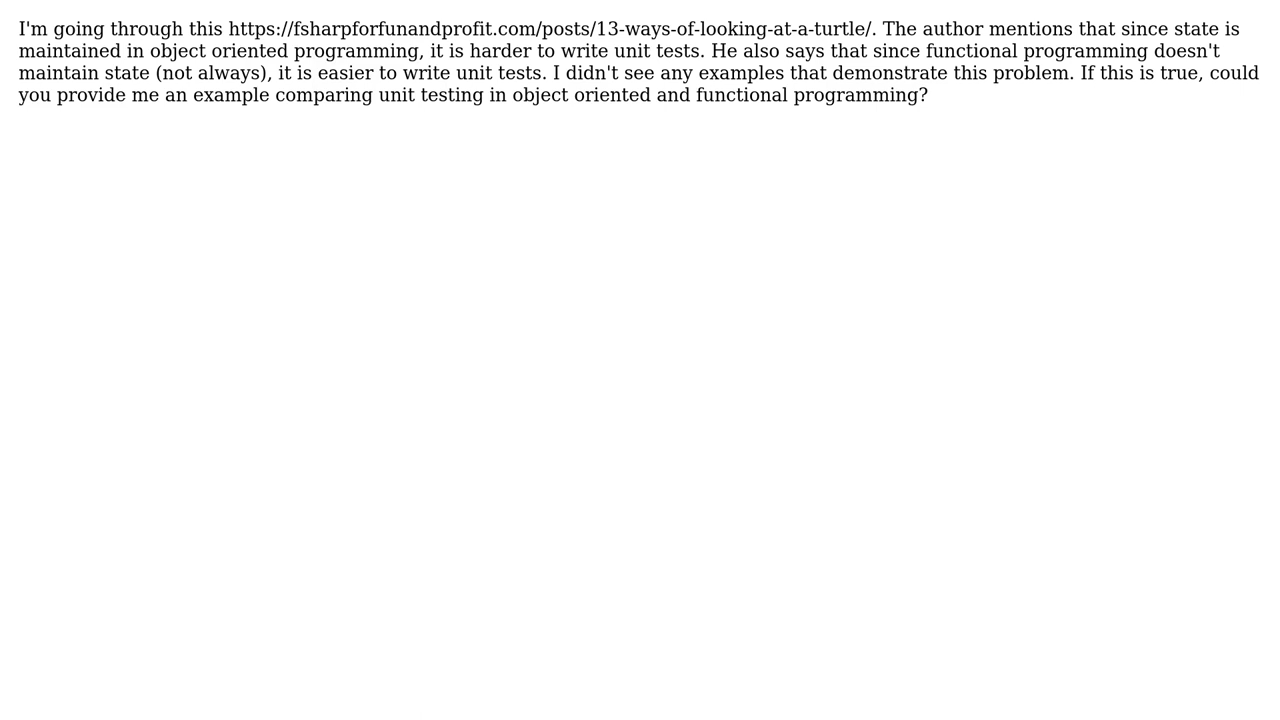 I'm going through this https://fsharpforfunandprofit.com/posts/13-ways-of-looking-at-a-turtle/. The author mentions that since state is
maintained in object oriented programming, it is harder to write unit tests. He also says that since functional programming doesn't
maintain state (not always), it is easier to write unit tests. I didn't see any examples that demonstrate this problem. If this is true, could
you provide me an example comparing unit testing in object oriented and functional programming?